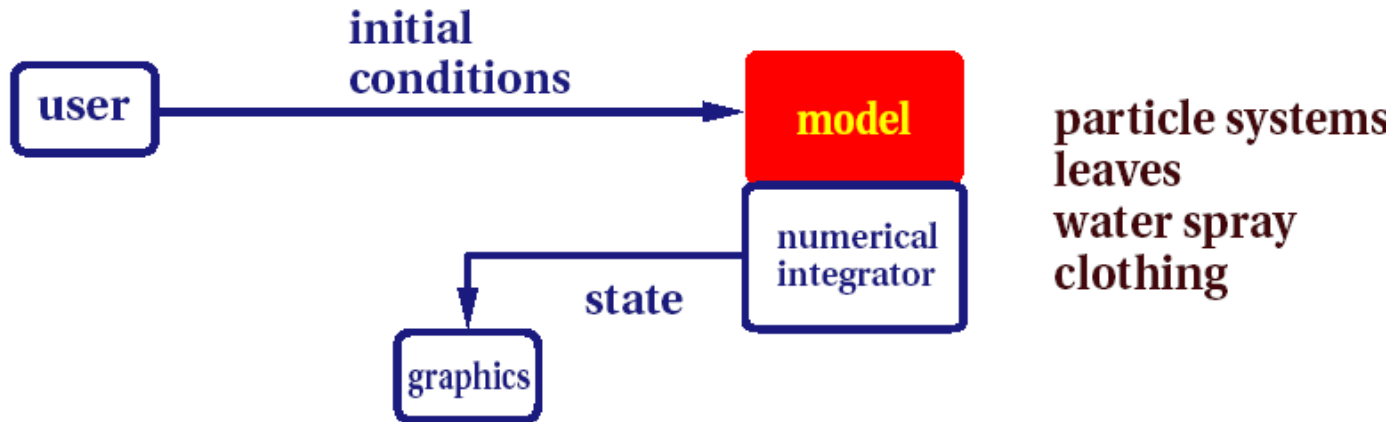 initial
conditions
user
model
particle systems
leaves
water spray
clothing
numerical
integrator
state
graphics